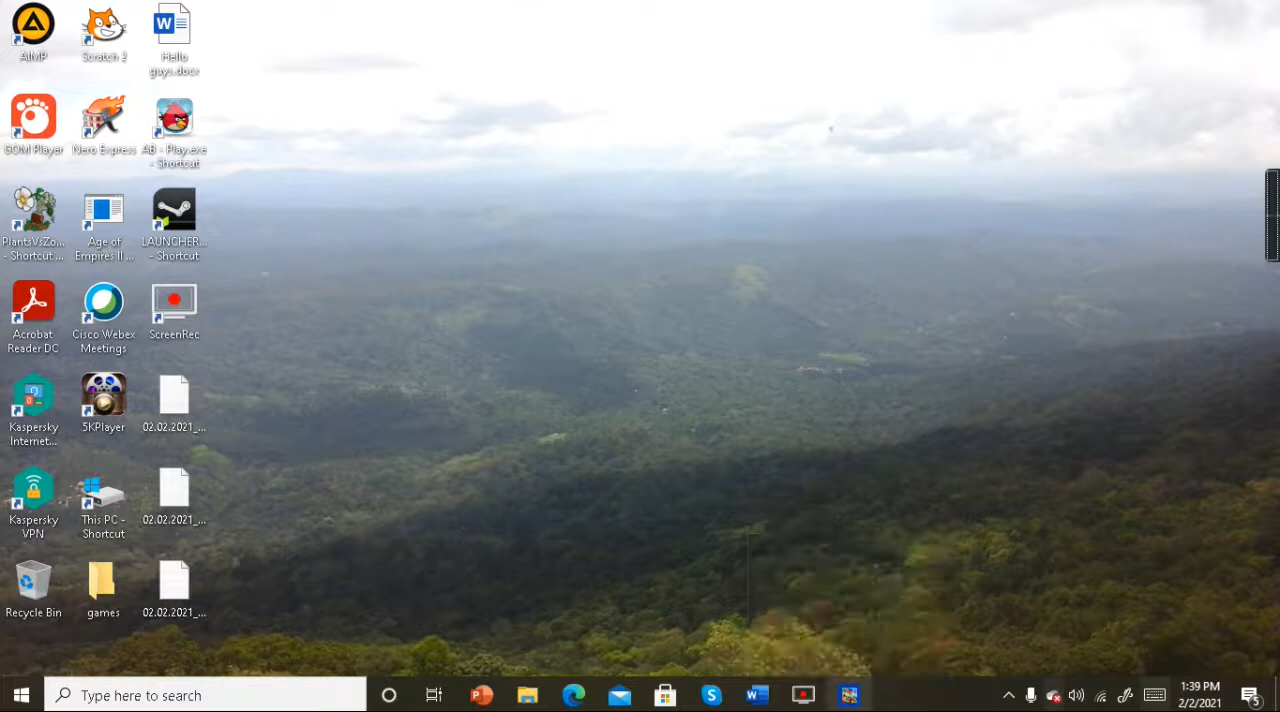 AIMP
Scratch 2
Hello
guys.docx
GOM Player
Nero Express
AB - Play.exe
- Shortcut
PlantsVsZo...
- Shortcut ...
Age of
Empires II ...
LAUNCHER...
- Shortcut
Acrobat
Reader DC
Cisco Webex
Meetings
ScreenRec
Kaspersky
Internet...
5KPlayer
02.02.2021_...
Kaspersky
VPN
This PC -
Shortcut
02.02.2021_...
Recycle Bin
games
02.02.2021_...
Type here to search
1:39 PM
2/2/2021
5